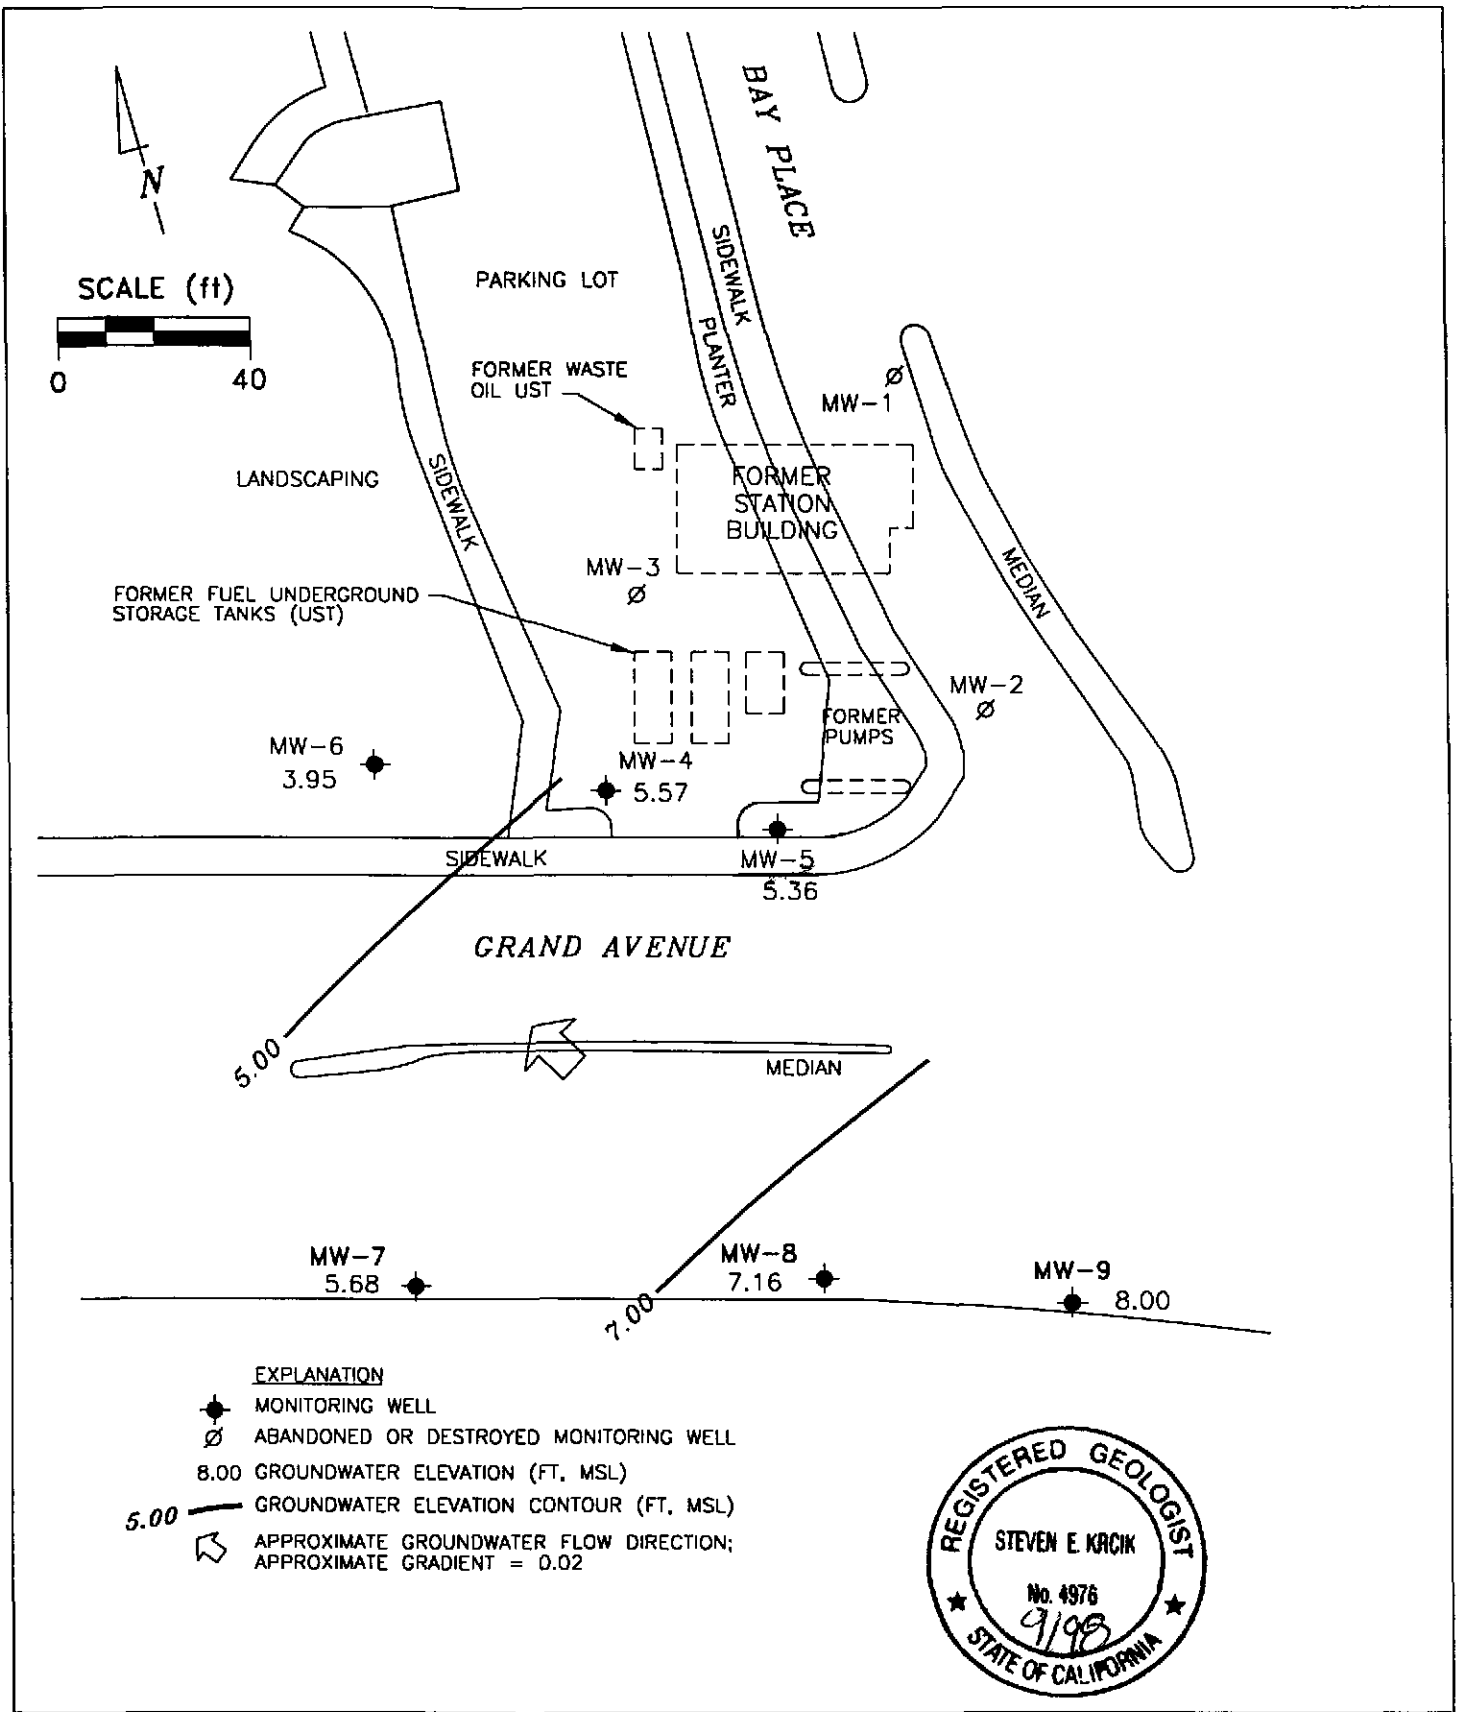 BAY PLACE
N
SCALE (ft)
0 40
PARKING LOT
SIDEWALK
PLANTER
FORMER WASTE
OIL UST
MW-1
LANDSCAPING
SIDEWALK
FORMER
STATION
BUILDING
MEDIAN
MW-3
FORMER FUEL UNDERGROUND
STORAGE TANKS (UST)
MW-2
FORMER
PUMPS
MW-6
3.95
MW-4
5.57
SIDEWALK
MW-5
5.36
GRAND AVENUE
5.00
MEDIAN
MW-7
5.68
MW-8
7.16
MW-9
8.00
7.00
EXPLANATION
MONITORING WELL
ABANDONED OR DESTROYED MONITORING WELL
8.00 GROUNDWATER ELEVATION (FT, MSL)
5.00 GROUNDWATER ELEVATION CONTOUR (FT, MSL)
APPROXIMATE GROUNDWATER FLOW DIRECTION;
APPROXIMATE GRADIENT = 0.02
REGISTERED GEOLOGIST
STEVEN E. KRCIK
No. 4976
9/98
STATE OF CALIFORNIA